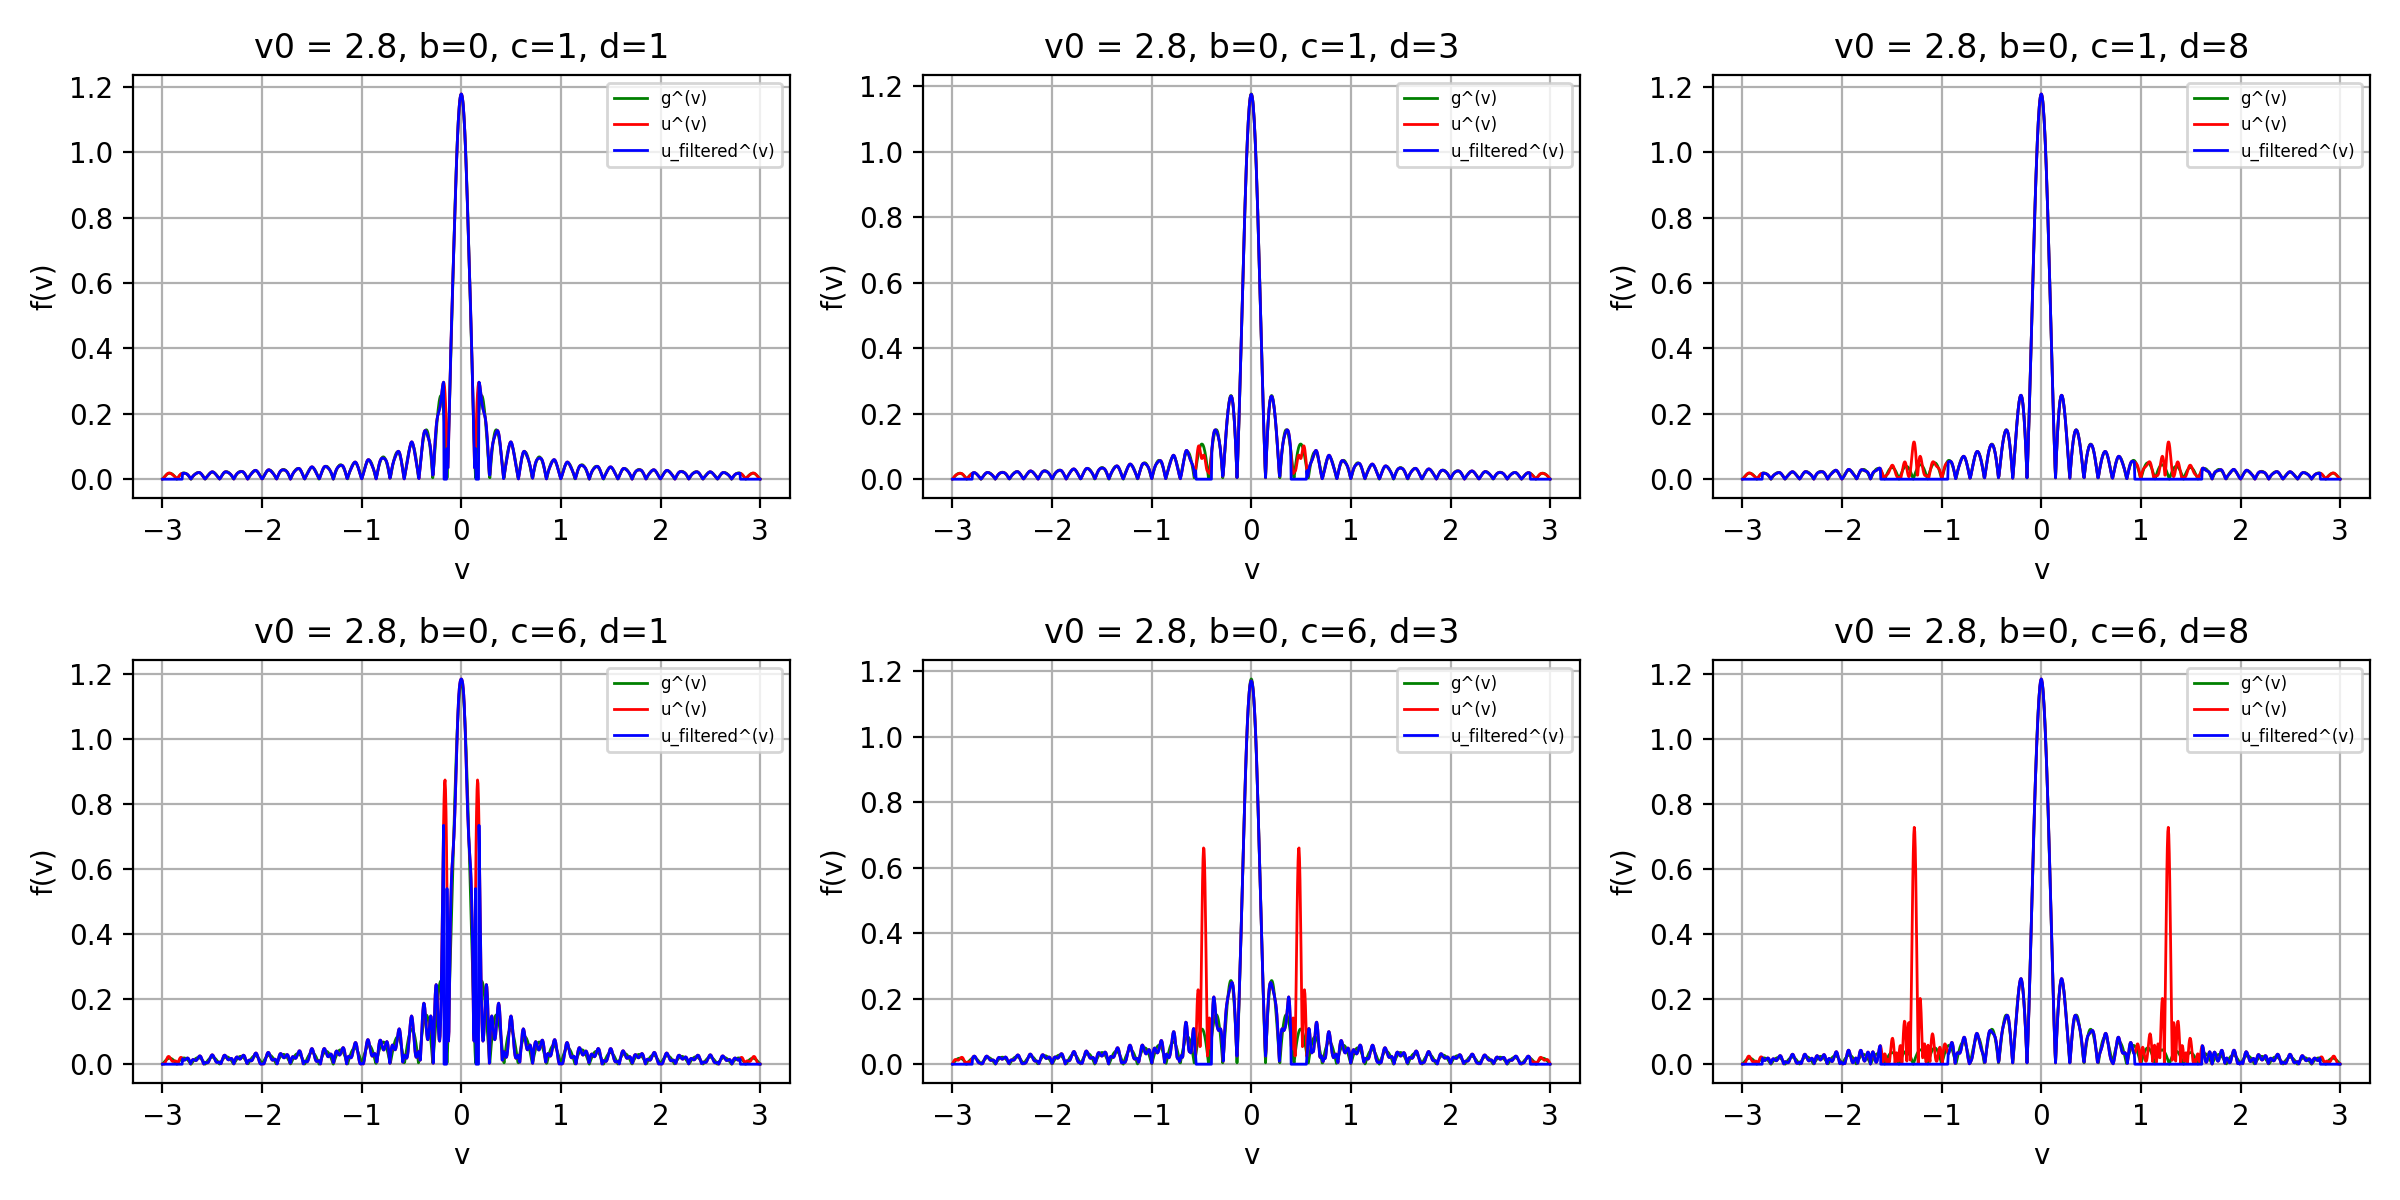 v0 = 2.8, b=0, c=1, d=1
1.2
1.0
0.8
0.6
0.4
0.2
0.0
f(v)
g^(v)
u^(v)
u_filtered^(v)
−3 −2 −1 0 1 2 3
v
v0 = 2.8, b=0, c=1, d=3
1.2
1.0
0.8
0.6
0.4
0.2
0.0
f(v)
g^(v)
u^(v)
u_filtered^(v)
−3 −2 −1 0 1 2 3
v
v0 = 2.8, b=0, c=1, d=8
1.2
1.0
0.8
0.6
0.4
0.2
0.0
f(v)
g^(v)
u^(v)
u_filtered^(v)
−3 −2 −1 0 1 2 3
v
v0 = 2.8, b=0, c=6, d=1
1.2
1.0
0.8
0.6
0.4
0.2
0.0
f(v)
g^(v)
u^(v)
u_filtered^(v)
−3 −2 −1 0 1 2 3
v
v0 = 2.8, b=0, c=6, d=3
1.2
1.0
0.8
0.6
0.4
0.2
0.0
f(v)
g^(v)
u^(v)
u_filtered^(v)
−3 −2 −1 0 1 2 3
v
v0 = 2.8, b=0, c=6, d=8
1.2
1.0
0.8
0.6
0.4
0.2
0.0
f(v)
g^(v)
u^(v)
u_filtered^(v)
−3 −2 −1 0 1 2 3
v